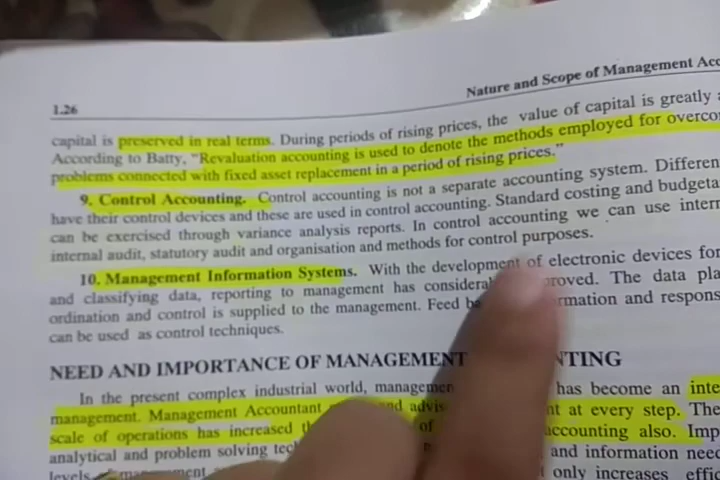 Nature and Scope of Management Acc
1.26
capital is preserved in real terms. During periods of rising prices, the value of capital is greatly
According to Batty, "Revaluation accounting is used to denote the methods employed for overco
problems connected with fixed asset replacement in a period of rising prices."
9. Control Accounting. Control accounting is not a separate accounting system. Differen
have their control devices and these are used in control accounting. Standard costing and budgeta
can be exercised through variance analysis reports. In control accounting we can use intern
internal audit, statutory audit and organisation and methods for control purposes.
10. Management Information Systems. With the development of electronic devices for
and classifying data, reporting to management has considera proved. The data pla
ordination and control is supplied to the management. Feed ba rmation and respons
can be used as control techniques.
NEED AND IMPORTANCE OF MANAGEMENT NTING
In the present complex industrial world, managemen has become an inte
management. Management Accountant and advis nt at every step. The
scale of operations has increased th of accounting also. Imp
analytical and problem solving tec and information need
levels only increases effic